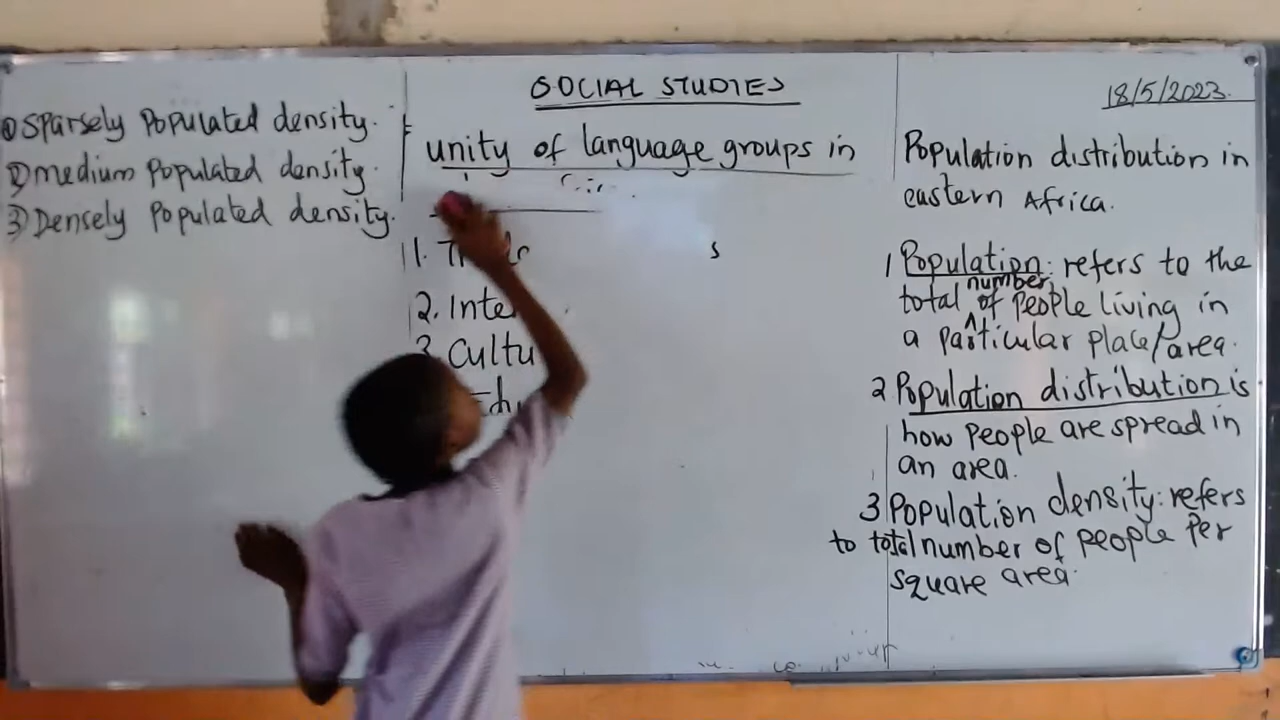 SOCIAL STUDIES
18/5/2023.
① Sparsely Populated density.
② medium Populated density.
③ Densely Populated density.
unity of language groups in
1.
2. Inte
3. Cultu
s
Population distribution in
eastern Africa.
1 Population: refers to the
total number of people living in
a particular place/area.
2 Population distribution is
how people are spread in
an area.
3 Population density: refers
to total number of people Per
square area.